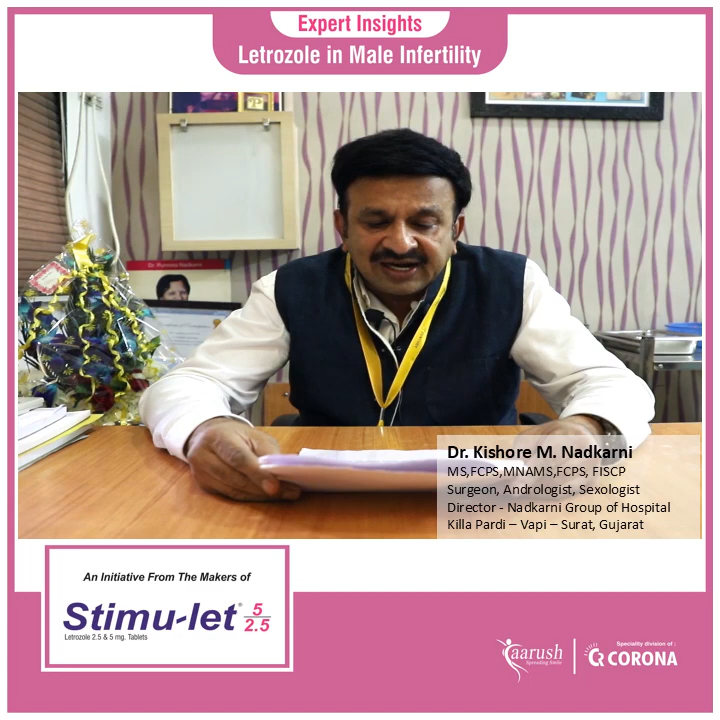 Expert Insights
Letrozole in Male Infertility
Dr. Kishore M. Nadkarni
MS,FCPS,MNAMS,FCPS, FISCP
Surgeon, Andrologist, Sexologist
Director - Nadkarni Group of Hospital
Killa Pardi – Vapi – Surat, Gujarat
An Initiative From The Makers of
Stimu-let® 5
2.5
Letrozole 2.5 & 5 mg. Tablets
aarush
Spreading Smile
Speciality division of :
CORONA